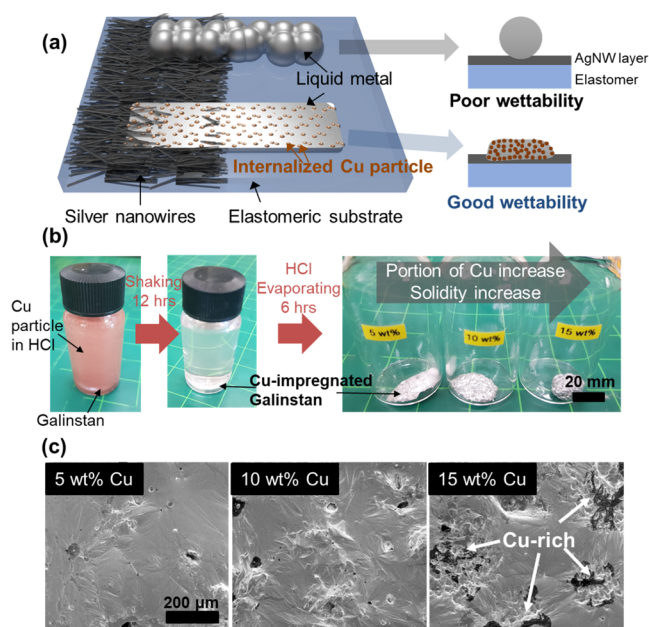 (a)
Liquid metal
Internalized Cu particle
Silver nanowires
Elastomeric substrate
AgNW layer
Elastomer
Poor wettability
Good wettability
(b)
Cu
particle
in HCl
Galinstan
Shaking
12 hrs
HCl
Evaporating
6 hrs
Cu-impregnated
Galinstan
Portion of Cu increase
Solidity increase
5 wt%
10 wt%
15 wt%
20 mm
(c)
5 wt% Cu
200 µm
10 wt% Cu
15 wt% Cu
Cu-rich